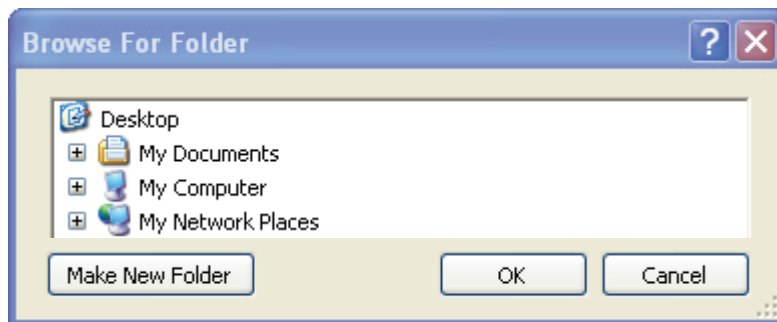 Browse For Folder
Desktop
My Documents
My Computer
My Network Places
Make New Folder OK Cancel